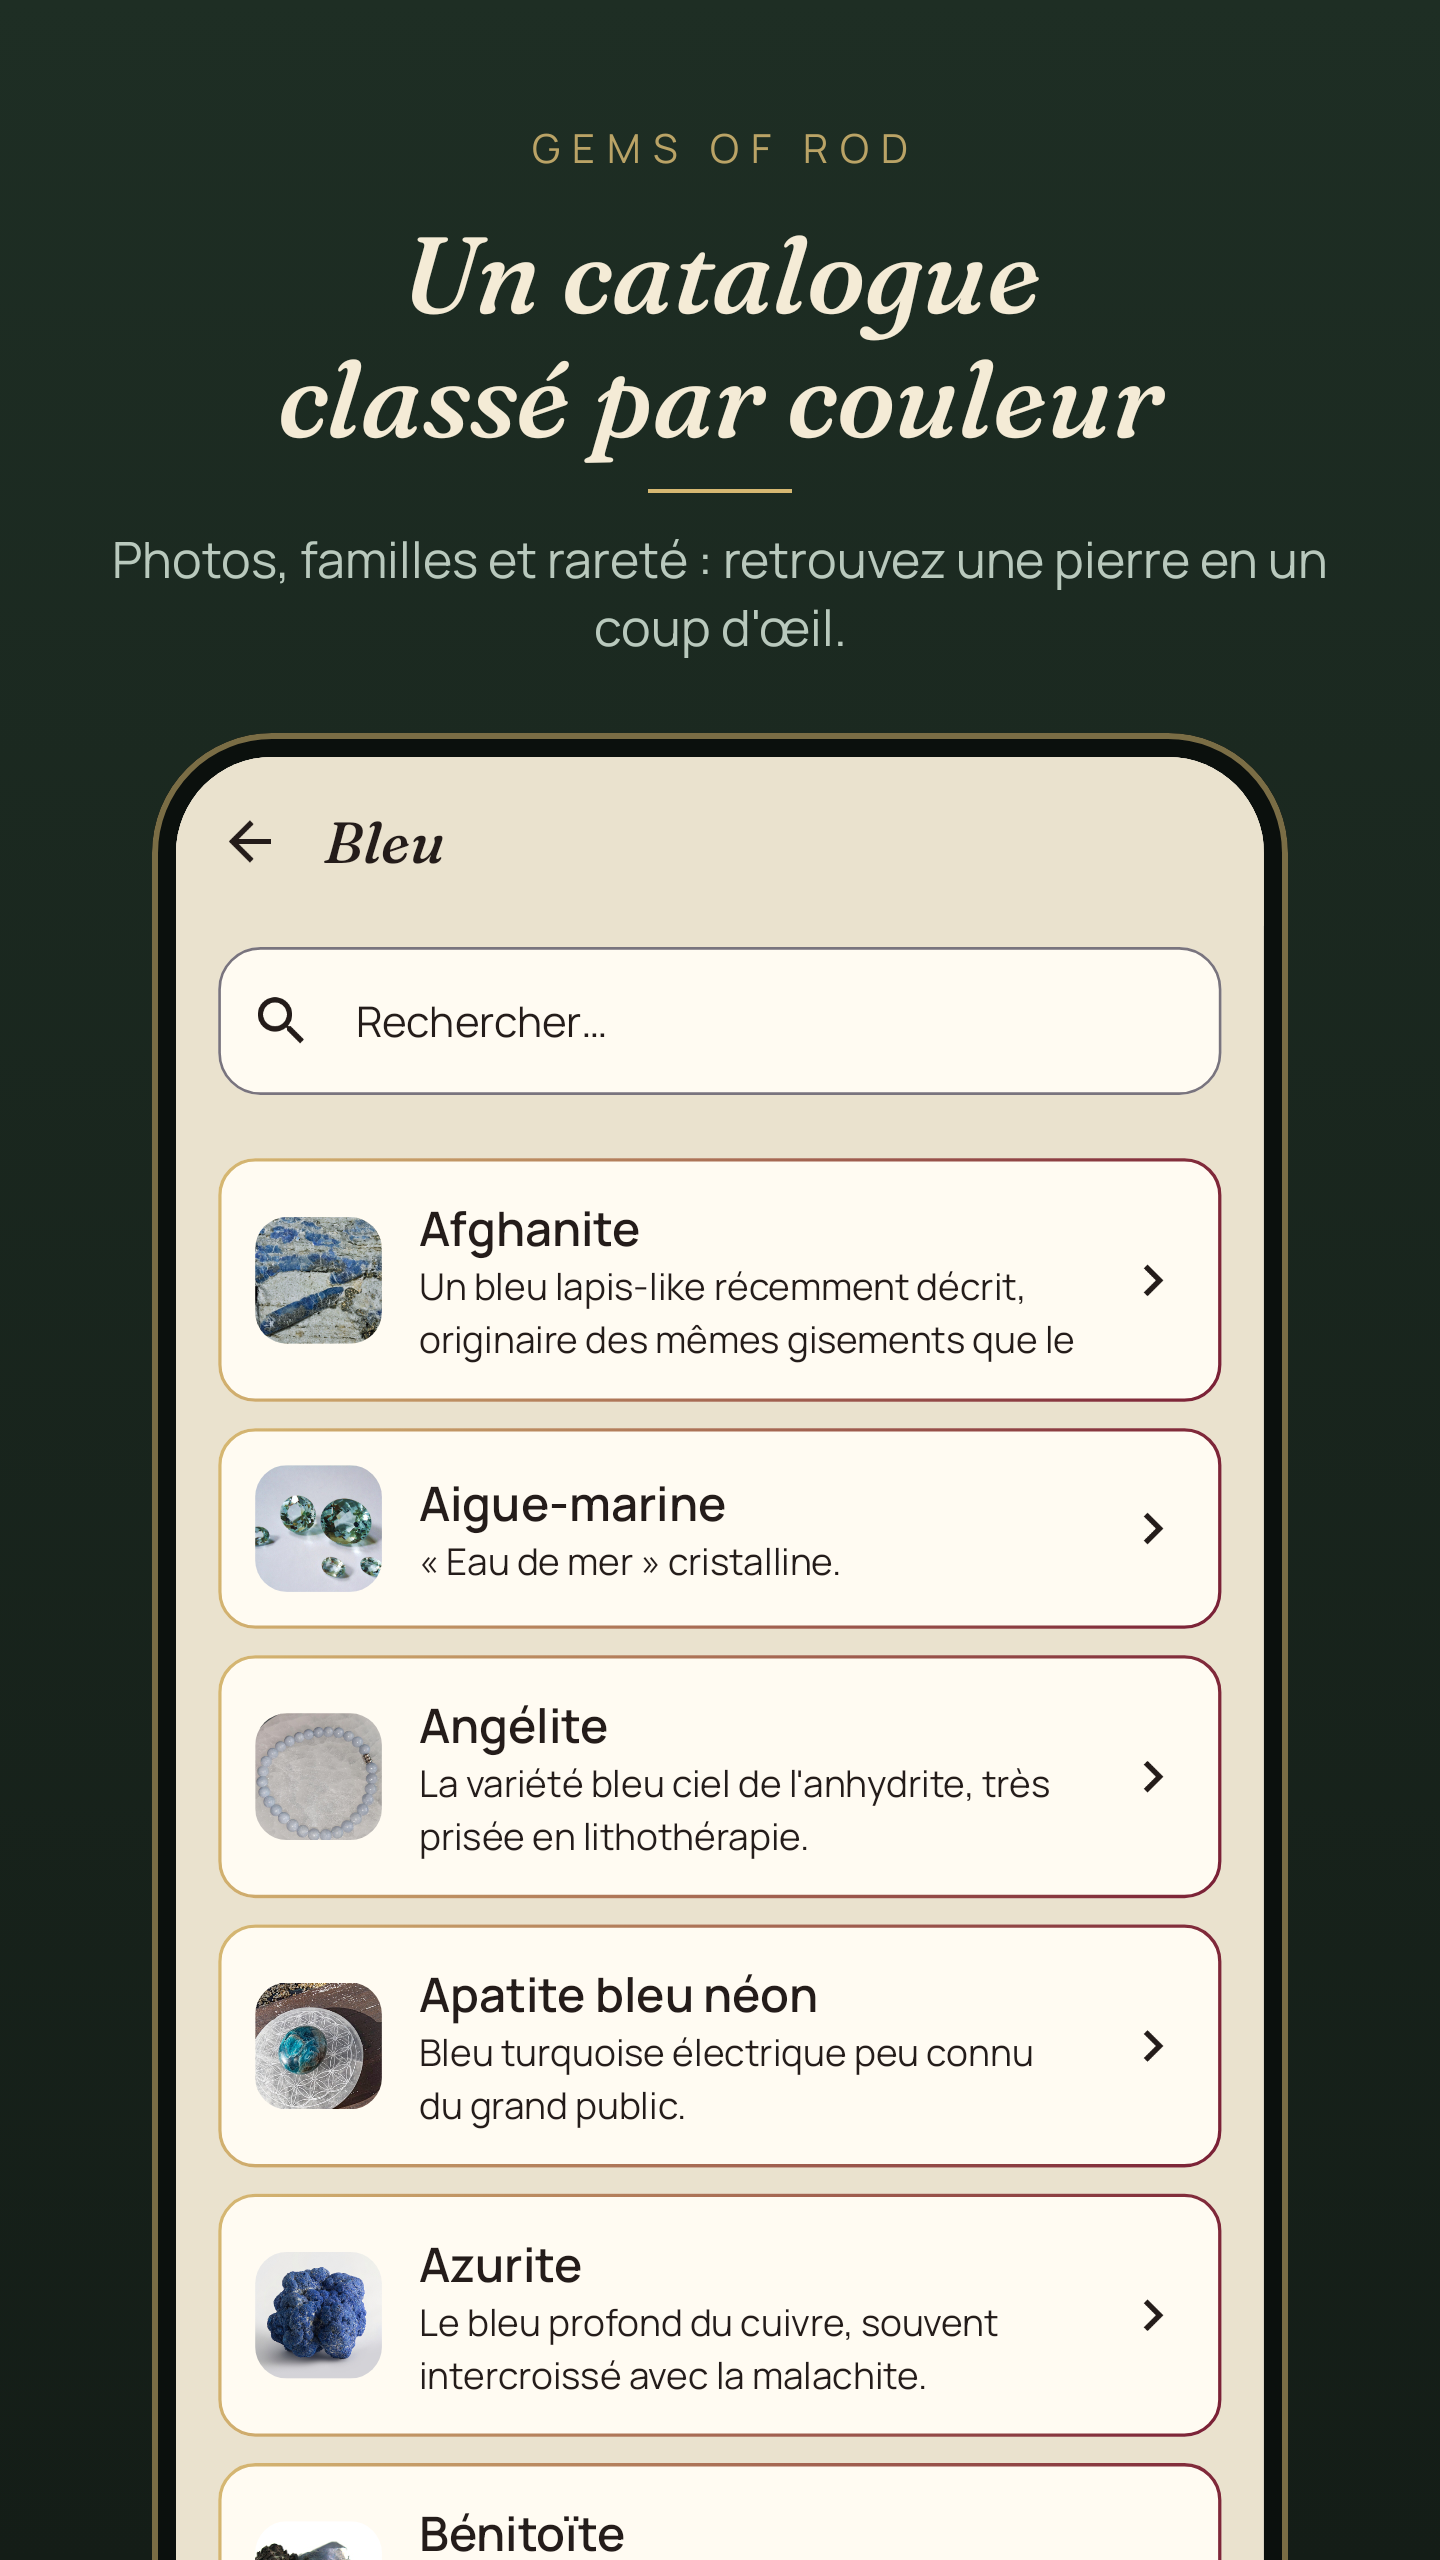 GEMS OF ROD
Un catalogue
classé par couleur
Photos, familles et rareté : retrouvez une pierre en un
coup d'œil.
Bleu
Rechercher...
Afghanite
Un bleu lapis-like récemment décrit,
originaire des mêmes gisements que le
Aigue-marine
« Eau de mer » cristalline.
Angélite
La variété bleu ciel de l'anhydrite, très
prisée en lithothérapie.
Apatite bleu néon
Bleu turquoise électrique peu connu
du grand public.
Azurite
Le bleu profond du cuivre, souvent
intercroissé avec la malachite.
Bénitoïte